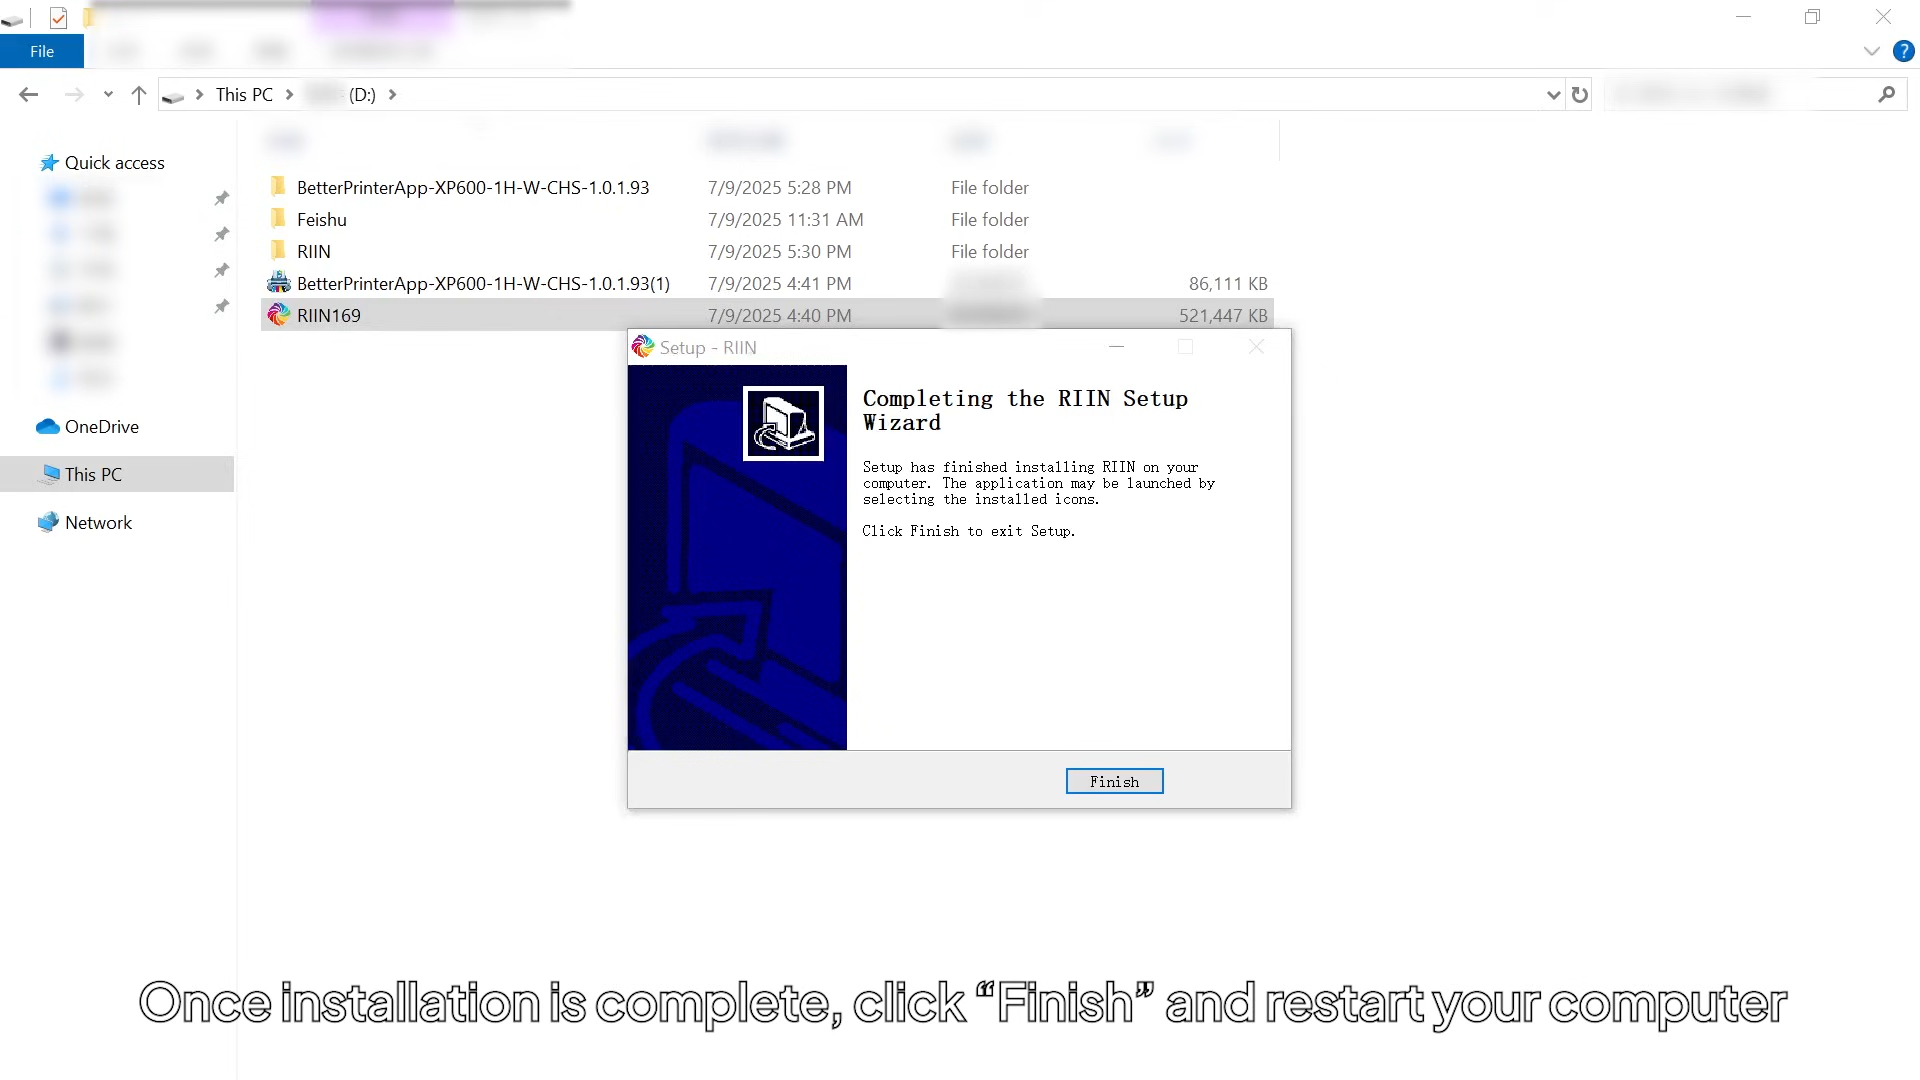 File
This PC
(D:)
Quick access
BetterPrinterApp-XP600-1H-W-CHS-1.0.1.93 7/9/2025 5:28 PM File folder
Feishu 7/9/2025 11:31 AM File folder
RIIN 7/9/2025 5:30 PM File folder
BetterPrinterApp-XP600-1H-W-CHS-1.0.1.93(1) 7/9/2025 4:41 PM 86,111 KB
RIIN169 7/9/2025 4:40 PM 521,447 KB
OneDrive
This PC
Network
Setup - RIIN
Completing the RIIN Setup
Wizard
Setup has finished installing RIIN on your
computer. The application may be launched by
selecting the installed icons.
Click Finish to exit Setup.
Finish
Once installation is complete, click “Finish” and restart your computer